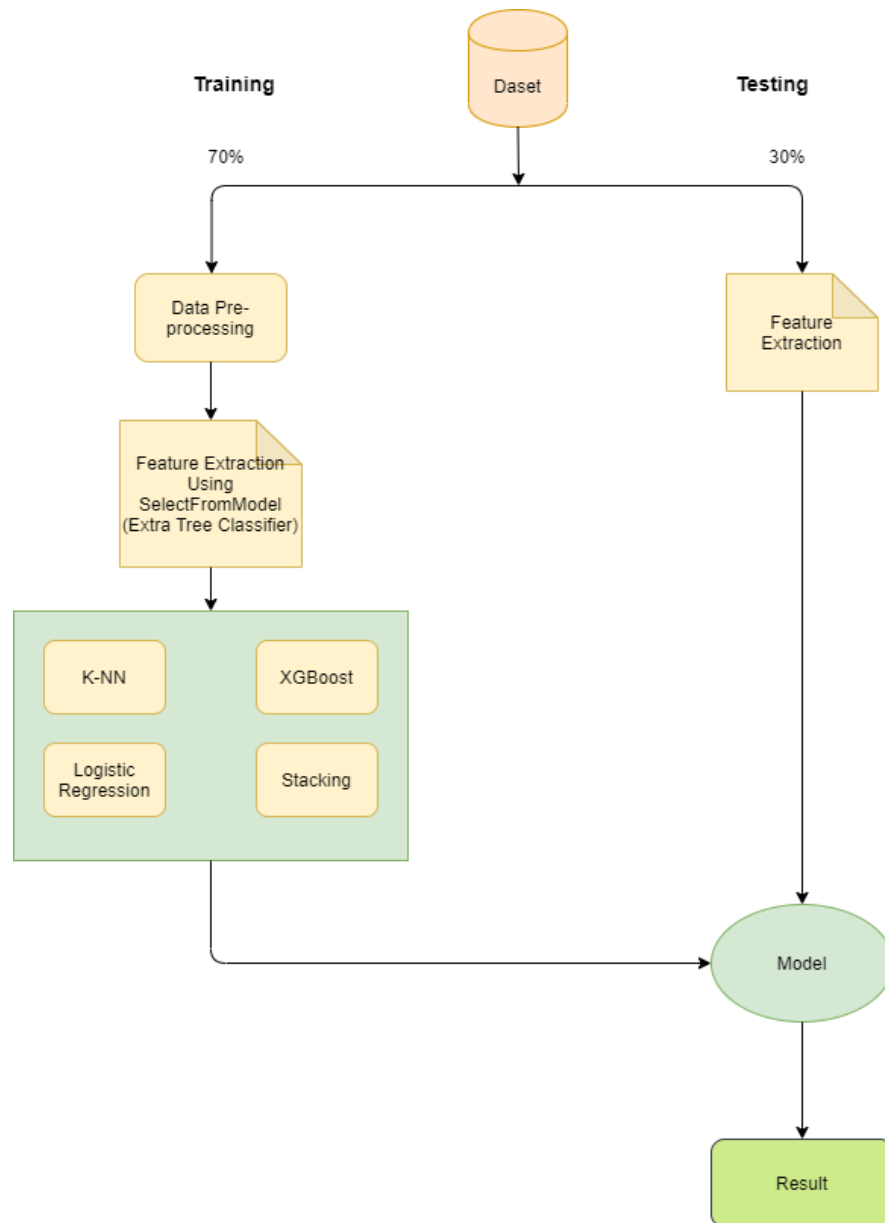 Daset
Training
Testing
70%
30%
Data Pre-
processing
Feature
Extraction
Feature Extraction
Using
SelectFromModel
(Extra Tree Classifier)
K-NN
XGBoost
Logistic
Regression
Stacking
Model
Result